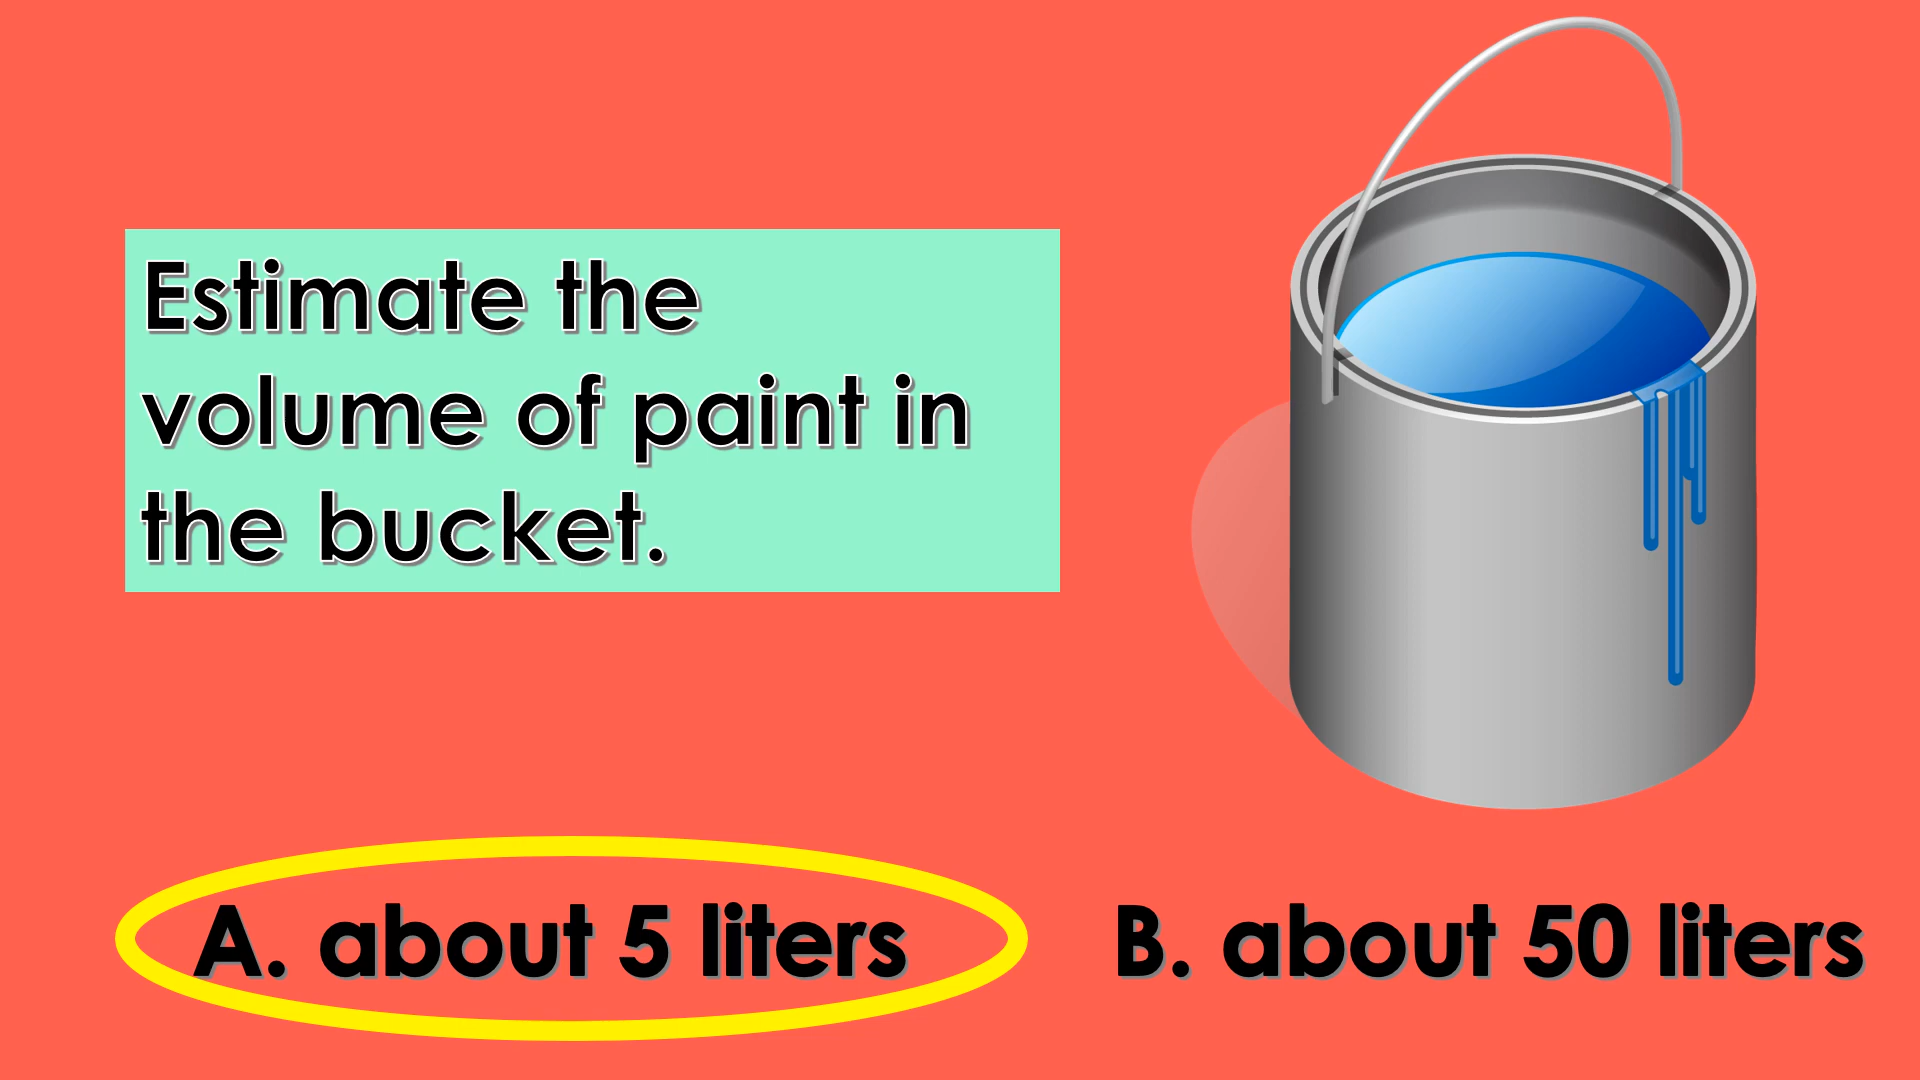 Estimate the
volume of paint in
the bucket.
A. about 5 liters
B. about 50 liters